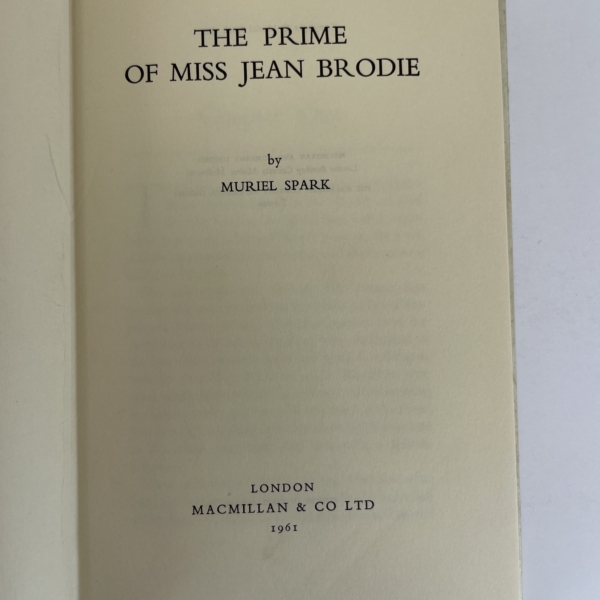 THE PRIME
OF MISS JEAN BRODIE
by
MURIEL SPARK
LONDON
MACMILLAN & CO LTD
1961